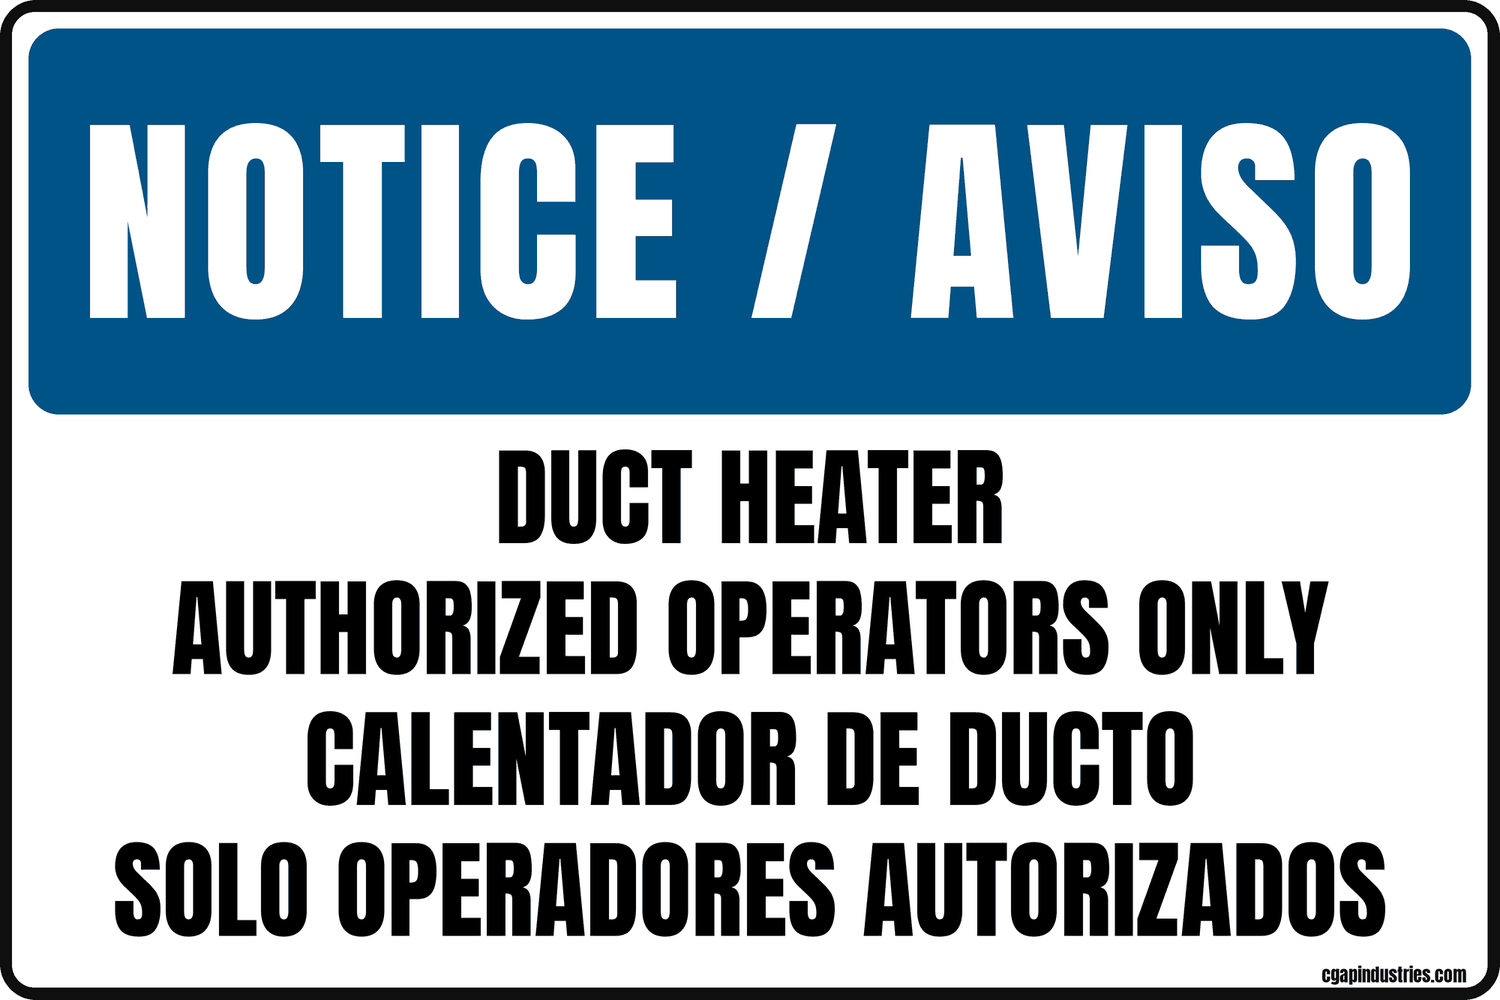 NOTICE / AVISO
DUCT HEATER
AUTHORIZED OPERATORS ONLY
CALENTADOR DE DUCTO
SOLO OPERADORES AUTORIZADOS
cgapindustries.com